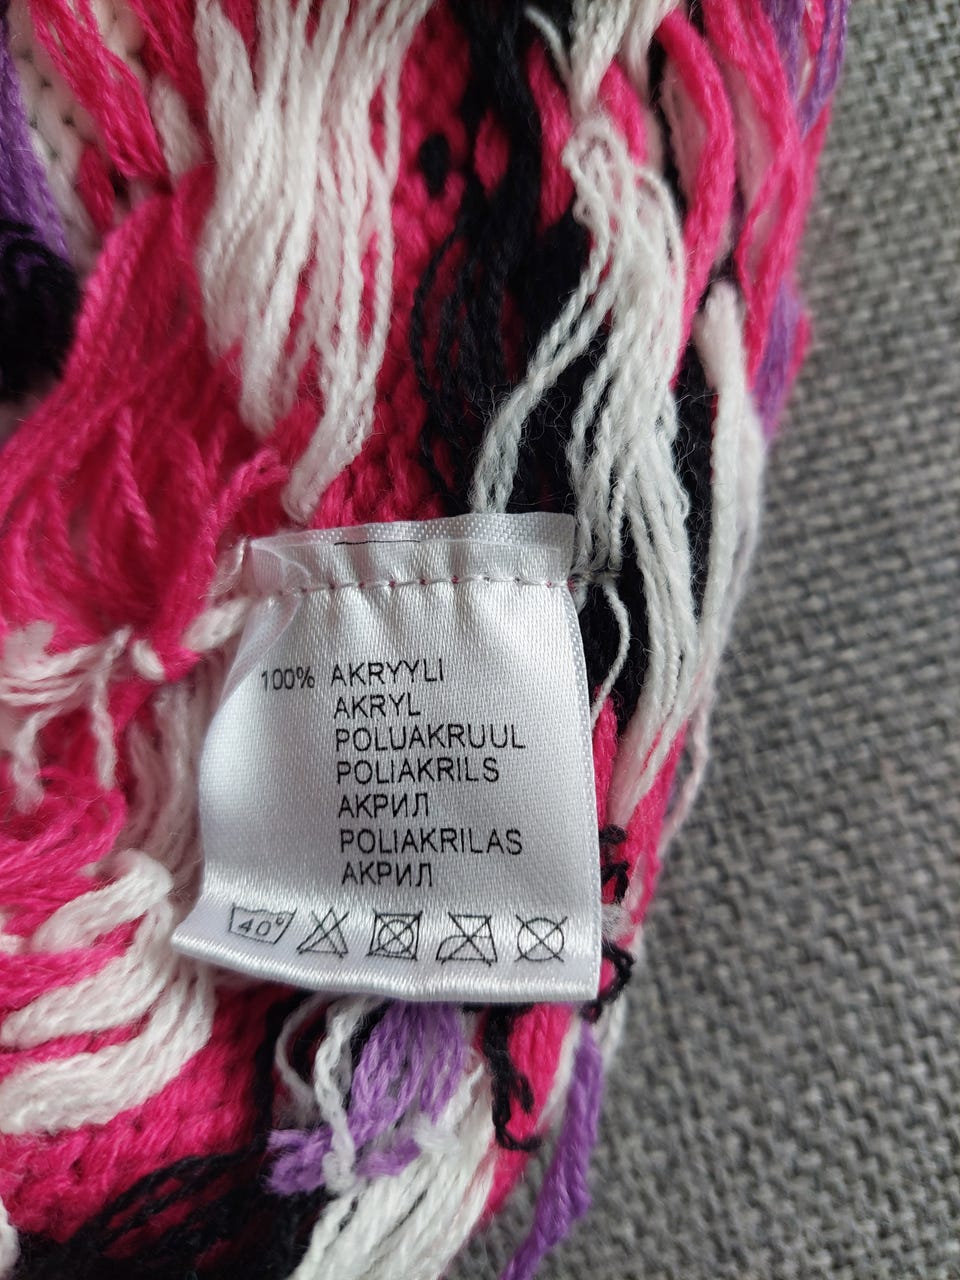 100% AKRYYLI
AKRYL
POLUAKRUUL
POLIAKRILS
АКРИЛ
POLIAKRILAS
АКРИЛ
40°